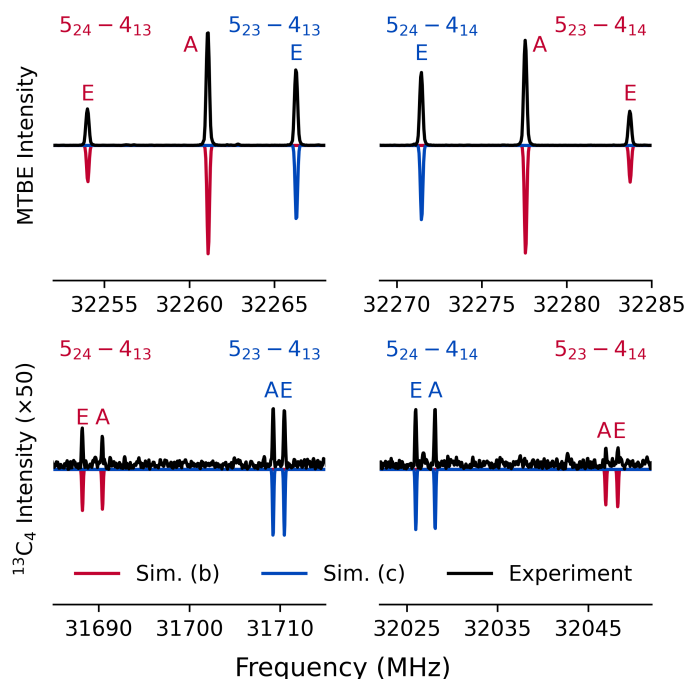 5₂₄ − 4₁₃ 5₂₃ − 4₁₃ 5₂₄ − 4₁₄ 5₂₃ − 4₁₄
A E E A
E E
MTBE Intensity
32255 32260 32265 32270 32275 32280 32285
5₂₄ − 4₁₃ 5₂₃ − 4₁₃ 5₂₄ − 4₁₄ 5₂₃ − 4₁₄
E A A E E A A E
¹³C₄ Intensity (×50)
Sim. (b) Sim. (c) Experiment
31690 31700 31710 32025 32035 32045
Frequency (MHz)